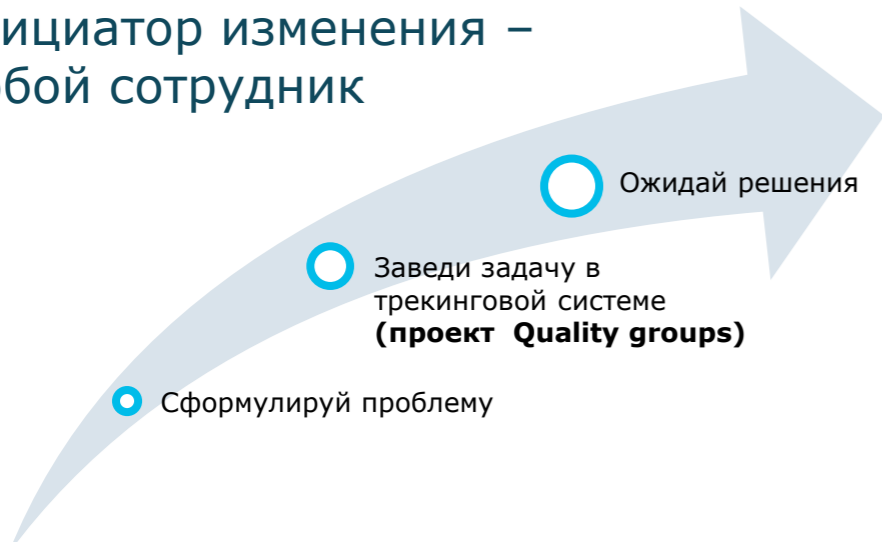 ициатор изменения –
бой сотрудник
Ожидай решения
Заведи задачу в
трекинговой системе
(проект Quality groups)
Сформулируй проблему